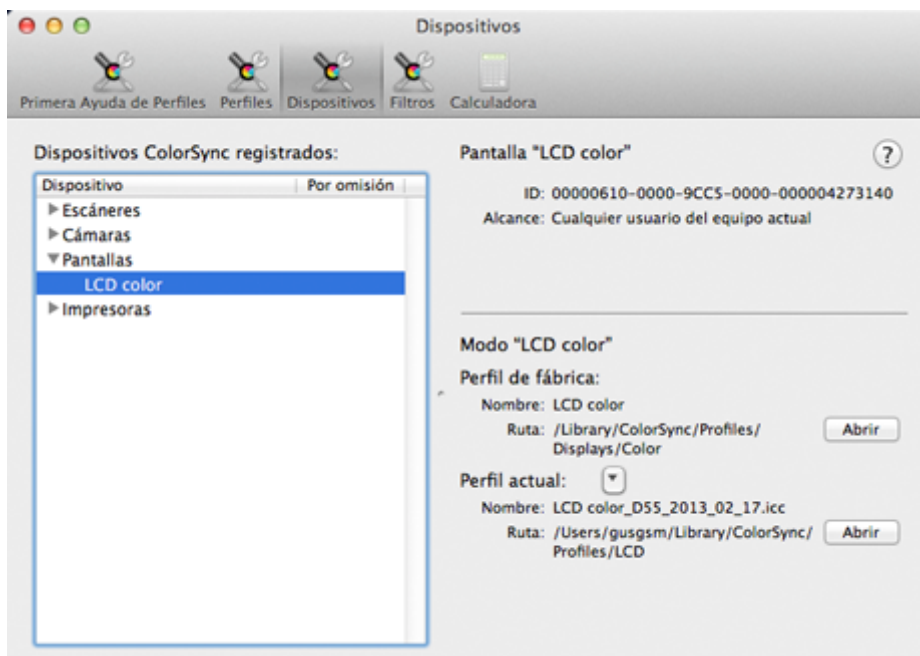 Dispositivos
Primera Ayuda de Perfiles Perfiles Dispositivos Filtros Calculadora
Dispositivos ColorSync registrados:
Dispositivo Por omisión
Escáneres
Cámaras
Pantallas
LCD color
Impresoras
Pantalla "LCD color" ?
ID: 00000610-0000-9CC5-0000-000004273140
Alcance: Cualquier usuario del equipo actual
Modo "LCD color"
Perfil de fábrica:
Nombre: LCD color
Ruta: /Library/ColorSync/Profiles/ Abrir
Displays/Color
Perfil actual:
Nombre: LCD color_D55_2013_02_17.icc
Ruta: /Users/gusgsm/Library/ColorSync/ Abrir
Profiles/LCD